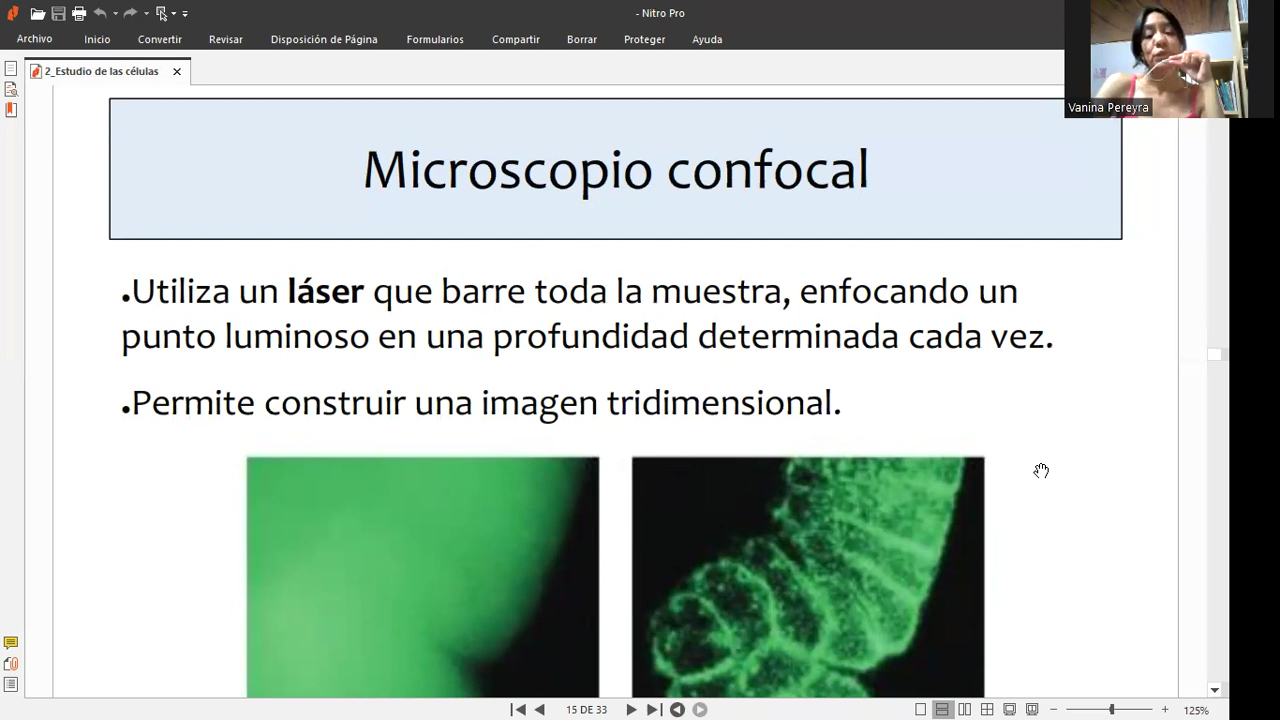 - Nitro Pro
Archivo Inicio Convertir Revisar Disposición de Página Formularios Compartir Borrar Proteger Ayuda
2_Estudio de las células
Vanina Pereyra
Microscopio confocal
•Utiliza un láser que barre toda la muestra, enfocando un
punto luminoso en una profundidad determinada cada vez.
•Permite construir una imagen tridimensional.
15 DE 33
125%